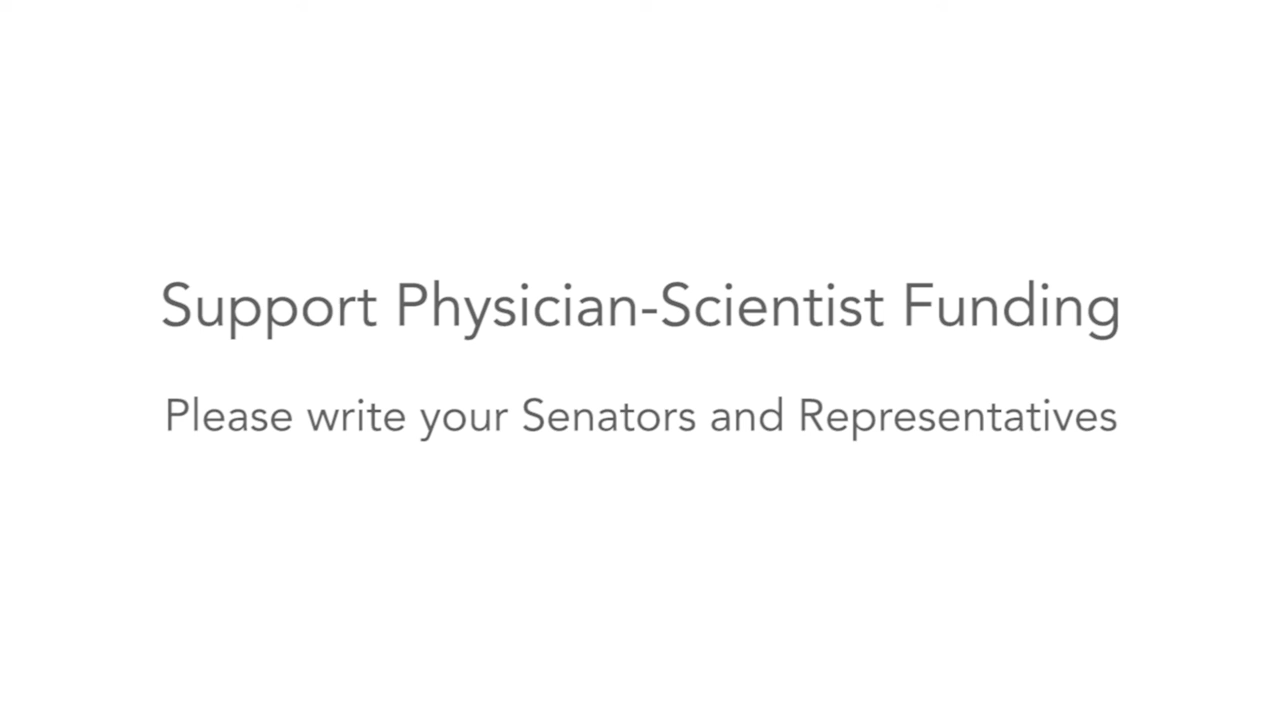 Support Physician-Scientist Funding
Please write your Senators and Representatives